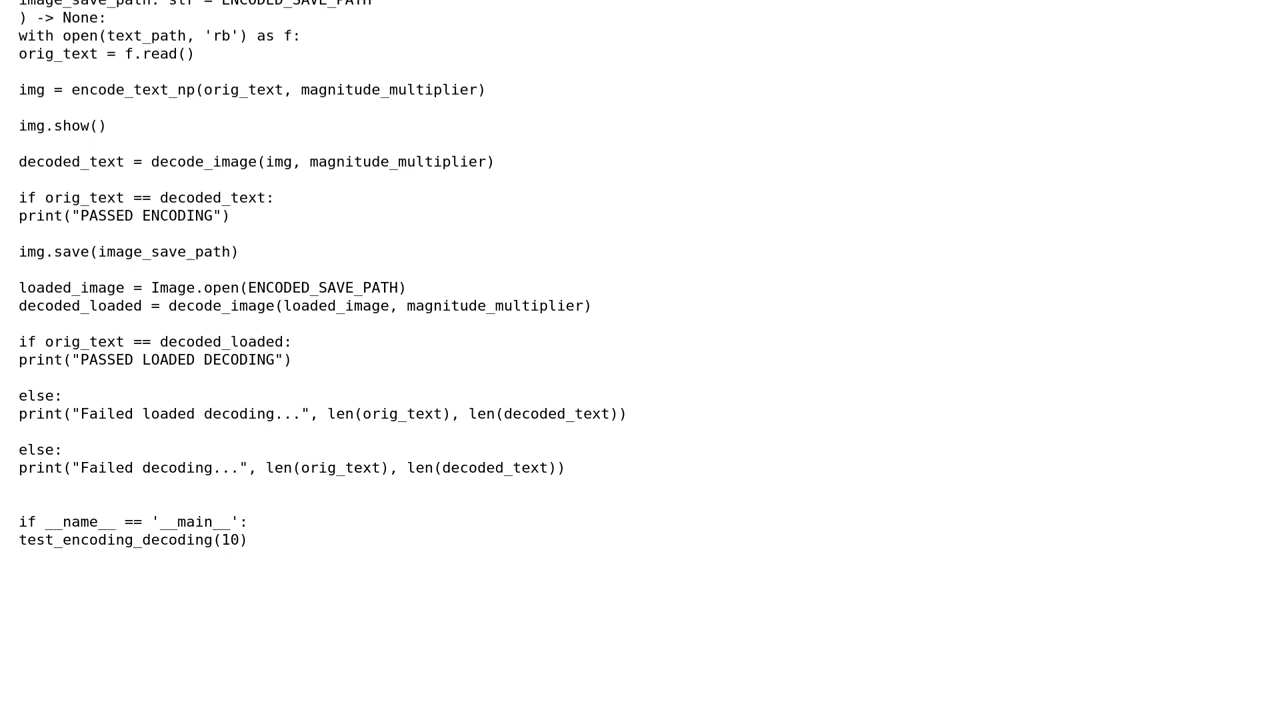 image_save_path: str = ENCODED_SAVE_PATH
) -> None:
with open(text_path, 'rb') as f:
orig_text = f.read()
img = encode_text_np(orig_text, magnitude_multiplier)
img.show()
decoded_text = decode_image(img, magnitude_multiplier)
if orig_text == decoded_text:
print("PASSED ENCODING")
img.save(image_save_path)
loaded_image = Image.open(ENCODED_SAVE_PATH)
decoded_loaded = decode_image(loaded_image, magnitude_multiplier)
if orig_text == decoded_loaded:
print("PASSED LOADED DECODING")
else:
print("Failed loaded decoding...", len(orig_text), len(decoded_text))
else:
print("Failed decoding...", len(orig_text), len(decoded_text))
if __name__ == '__main__':
test_encoding_decoding(10)